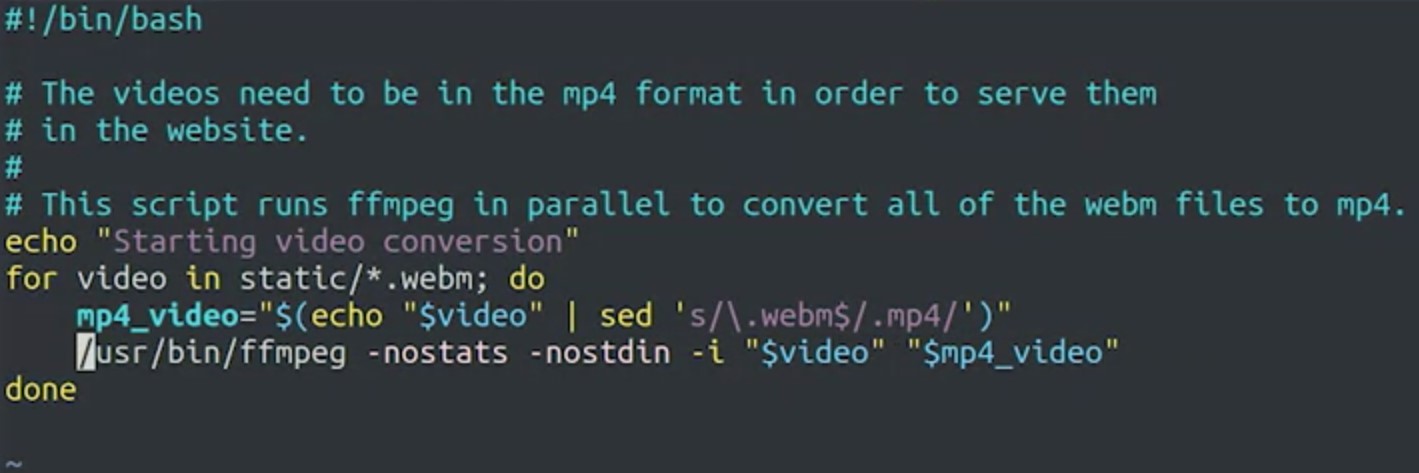 #!/bin/bash
# The videos need to be in the mp4 format in order to serve them
# in the website.
#
# This script runs ffmpeg in parallel to convert all of the webm files to mp4.
echo "Starting video conversion"
for video in static/*.webm; do
    mp4_video="$(echo "$video" | sed 's/\.webm$/.mp4/')"
    /usr/bin/ffmpeg -nostats -nostdin -i "$video" "$mp4_video"
done
~